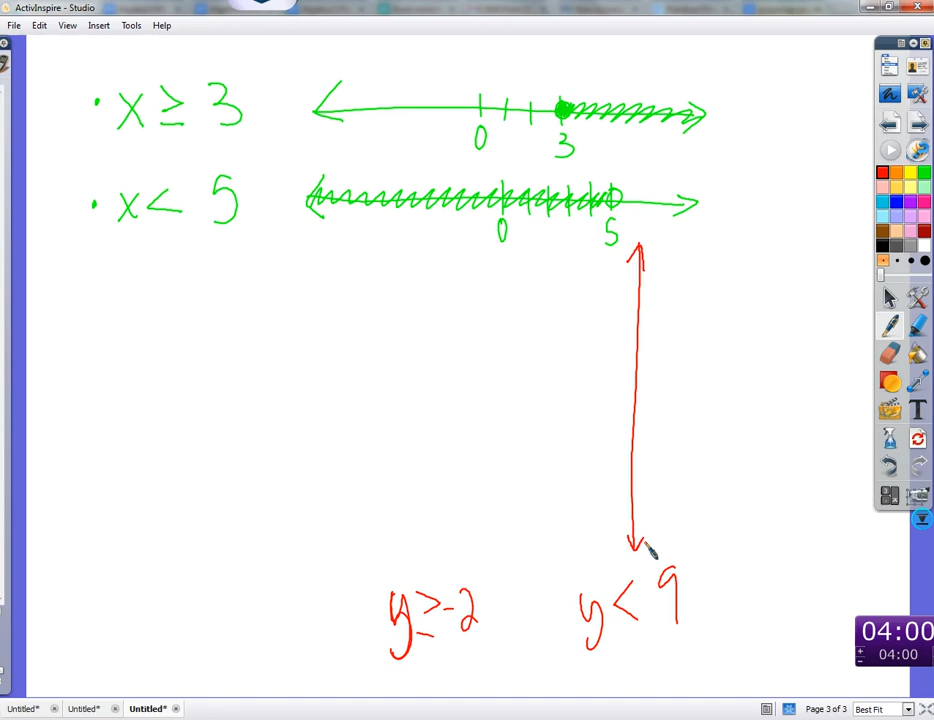 ActivInspire - Studio
File Edit View Insert Tools Help
• x ≥ 3
0 3
• x < 5
0 5
y ≥ -2 y < 9
04:00
04:00
Untitled* Untitled* Untitled* Page 3 of 3 Best Fit